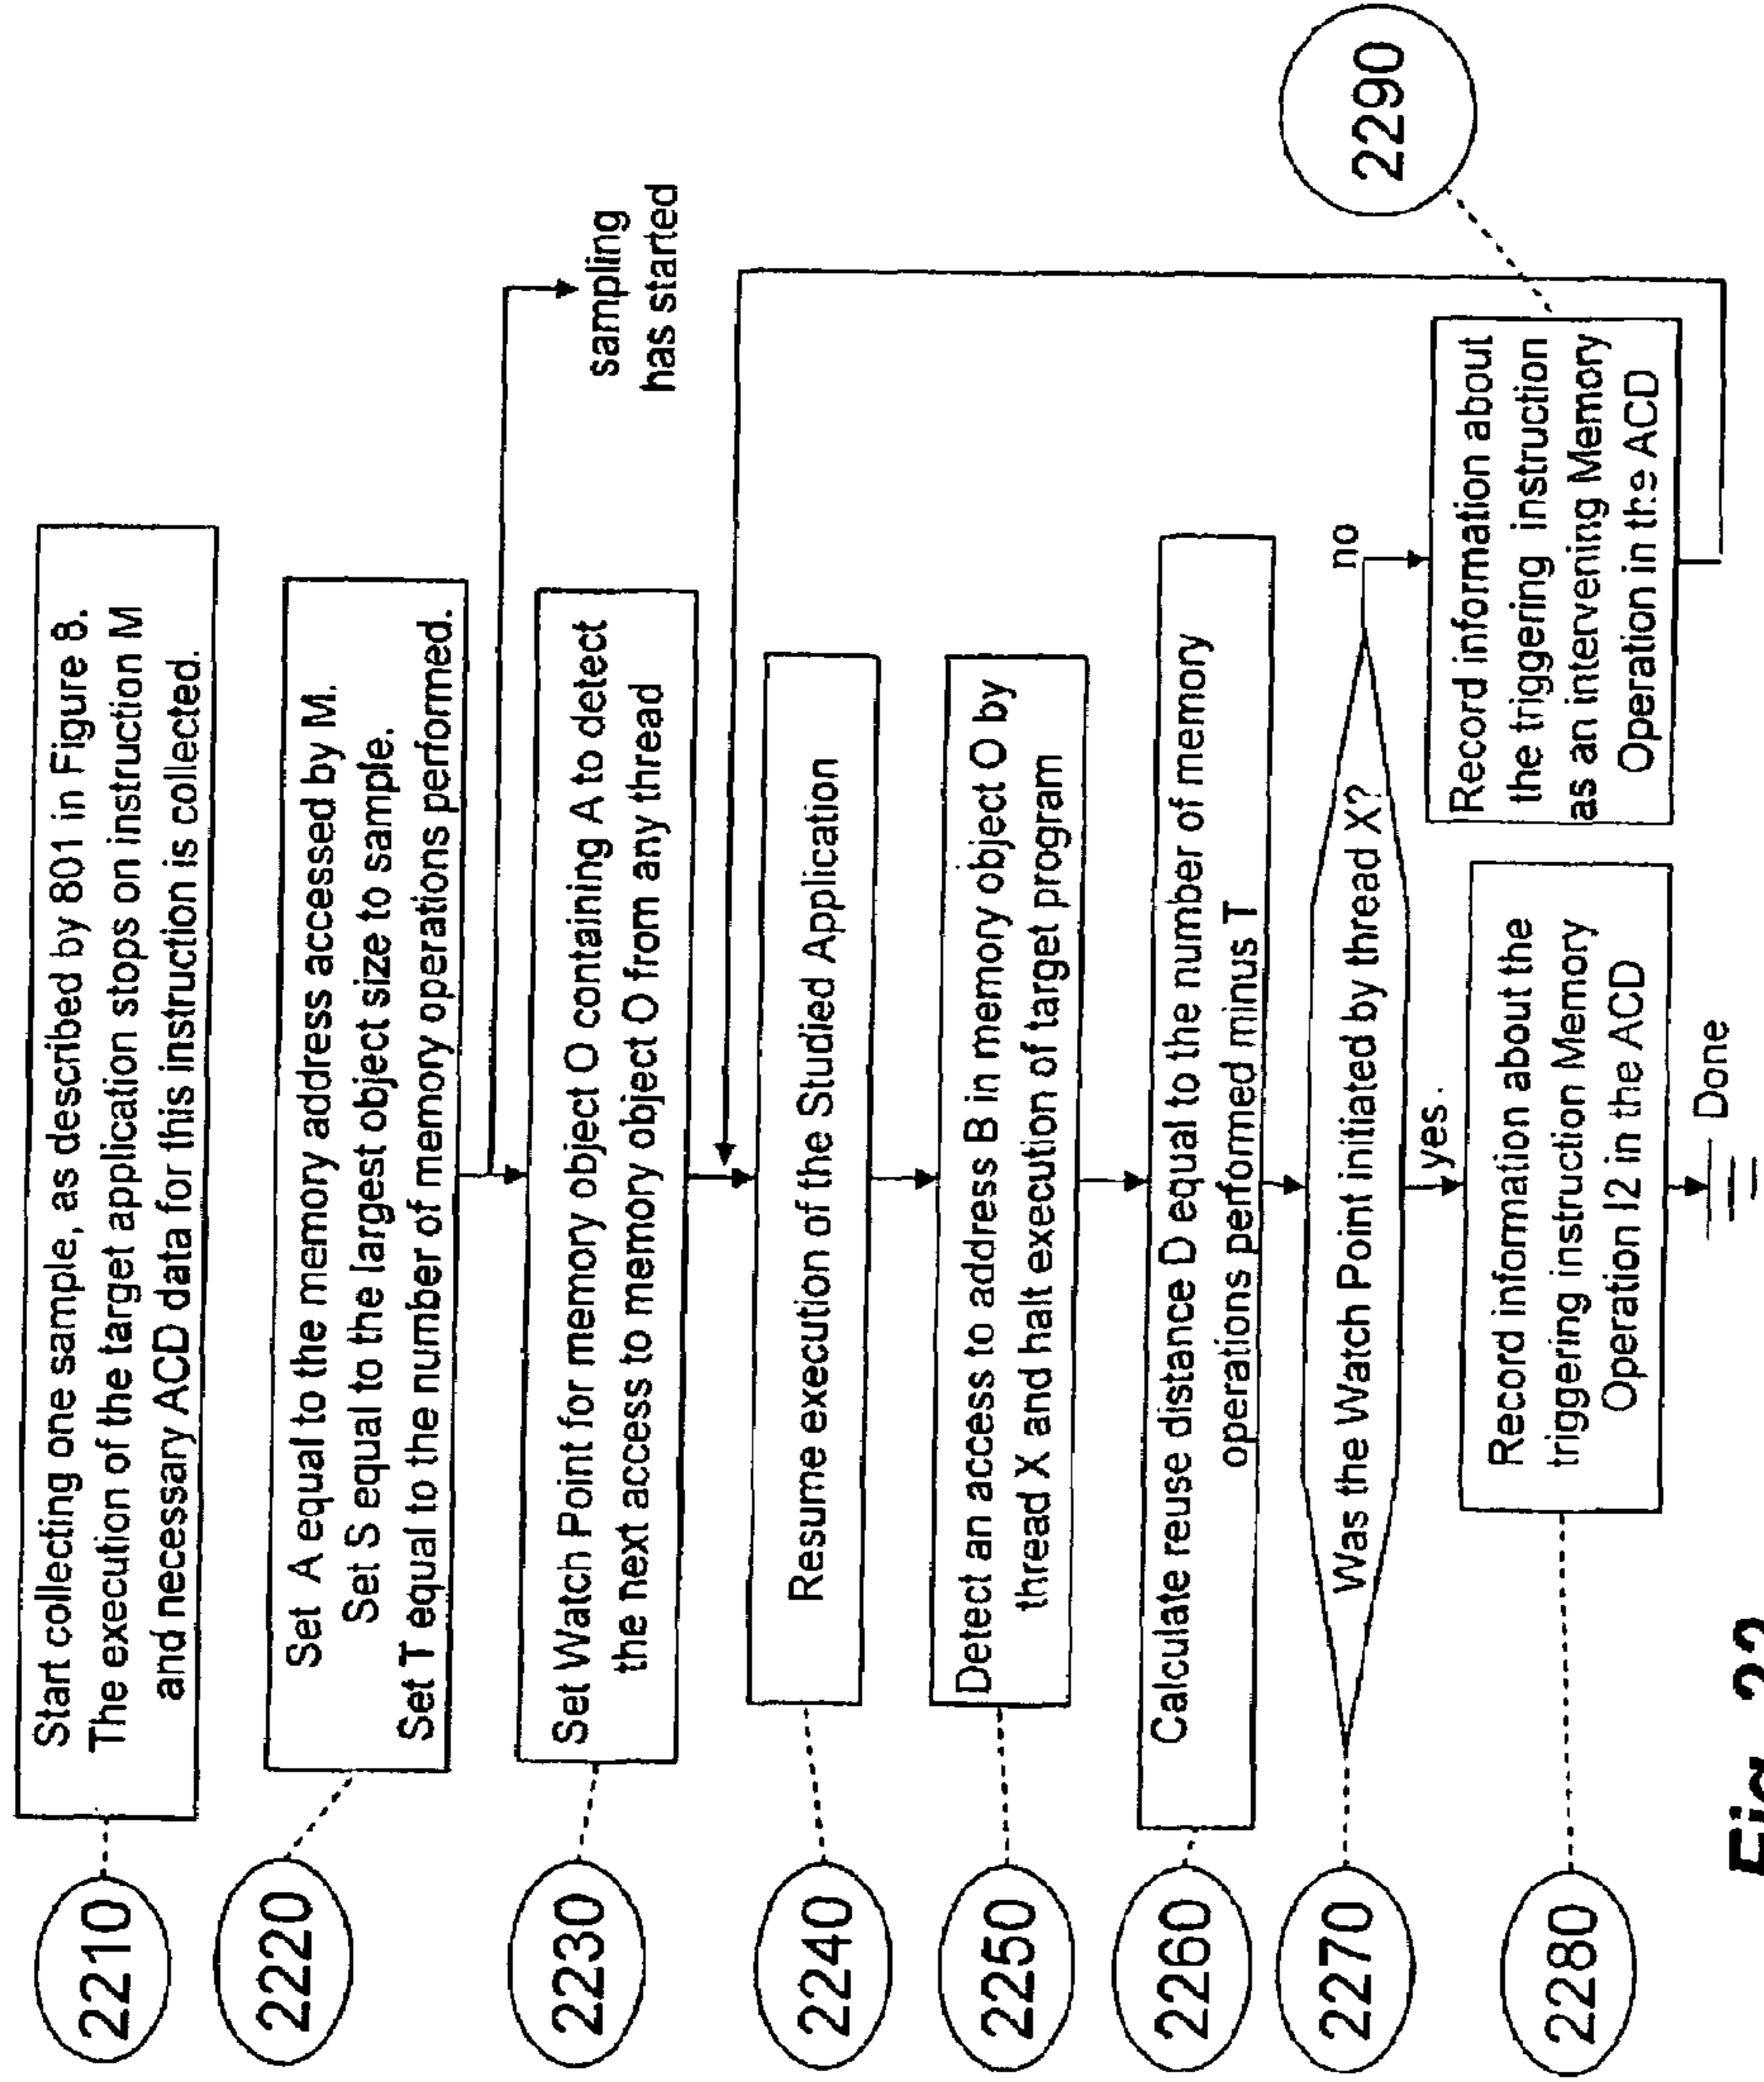 2210
Start collecting one sample, as described by 801 in Figure 8.
The execution of the target application stops on instruction M
and necessary ACD data for this instruction is collected.
2220
Set A equal to the memory address accessed by M.
Set S equal to the largest object size to sample.
Set T equal to the number of memory operations performed.
sampling
has started
2230
Set Watch Point for memory object O containing A to detect
the next access to memory object O from any thread
2240
Resume execution of the Studied Application
2250
Detect an access to address B in memory object O by
thread X and halt execution of target program
2260
Calculate reuse distance D equal to the number of memory
operations performed minus T
2270
Was the Watch Point initiated by thread X?
no
yes.
2280
Record information about the
triggering instruction Memory
Operation I2 in the ACD
2290
Record information about
the triggering instruction
as an intervening Memory
Operation in the ACD
Done
Fig. 22